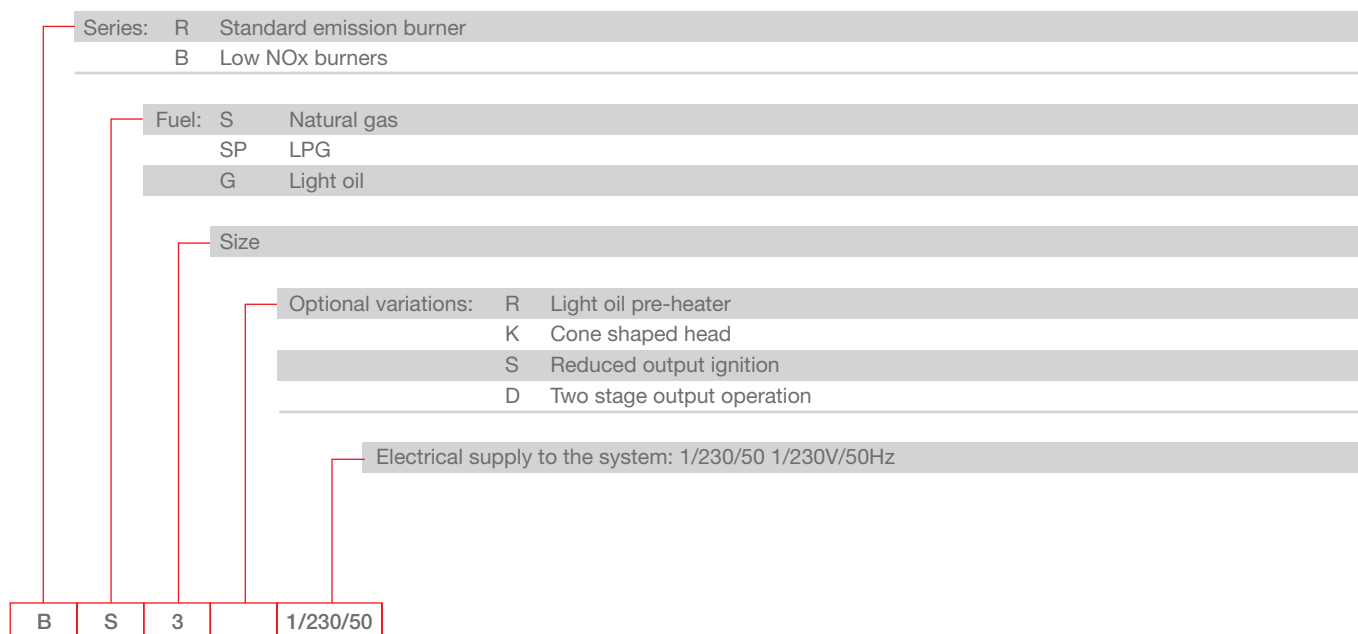 Series: R Standard emission burner
B Low NOx burners
Fuel: S Natural gas
SP LPG
G Light oil
Size
Optional variations: R Light oil pre-heater
K Cone shaped head
S Reduced output ignition
D Two stage output operation
Electrical supply to the system: 1/230/50 1/230V/50Hz
B S 3 1/230/50